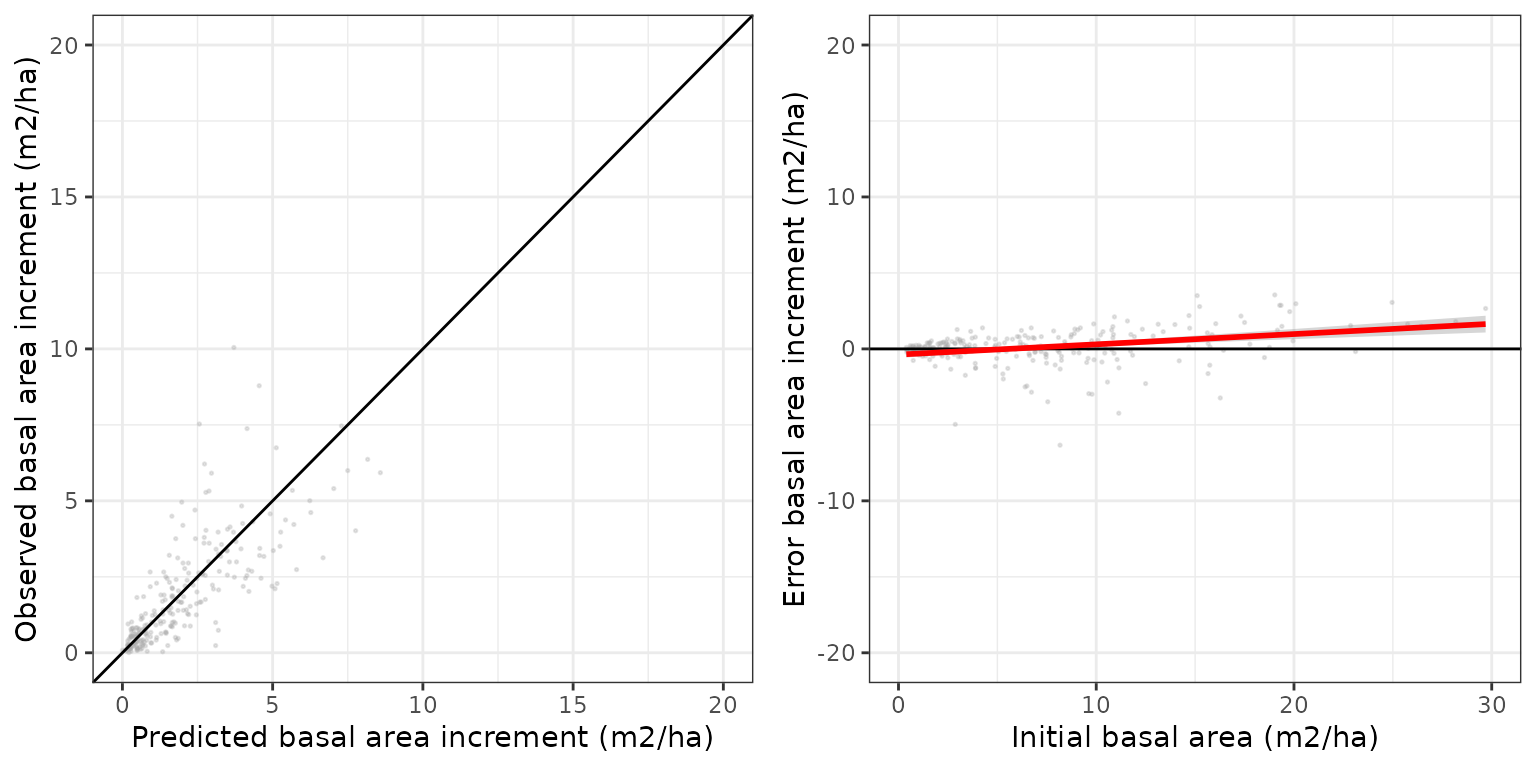 Observed basal area increment (m2/ha)
20
15
10
5
0
0 5 10 15 20
Predicted basal area increment (m2/ha)
Error basal area increment (m2/ha)
20
10
0
-10
-20
0 10 20 30
Initial basal area (m2/ha)